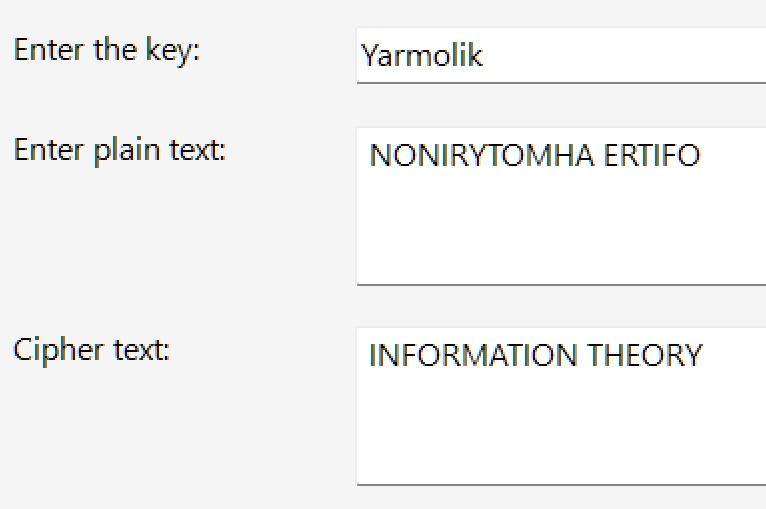 Enter the key:
Yarmolik
Enter plain text:
NONIRYTOMHA ERTIFO
Cipher text:
INFORMATION THEORY